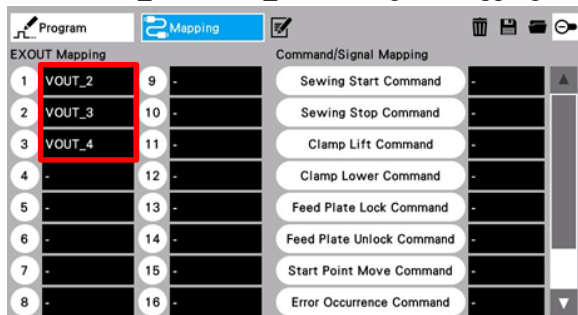 Program Mapping
EXOUT Mapping Command/Signal Mapping
1 VOUT_2 9 - Sewing Start Command -
2 VOUT_3 10 - Sewing Stop Command -
3 VOUT_4 11 - Clamp Lift Command -
4 - 12 - Clamp Lower Command -
5 - 13 - Feed Plate Lock Command -
6 - 14 - Feed Plate Unlock Command -
7 - 15 - Start Point Move Command -
8 - 16 - Error Occurrence Command -